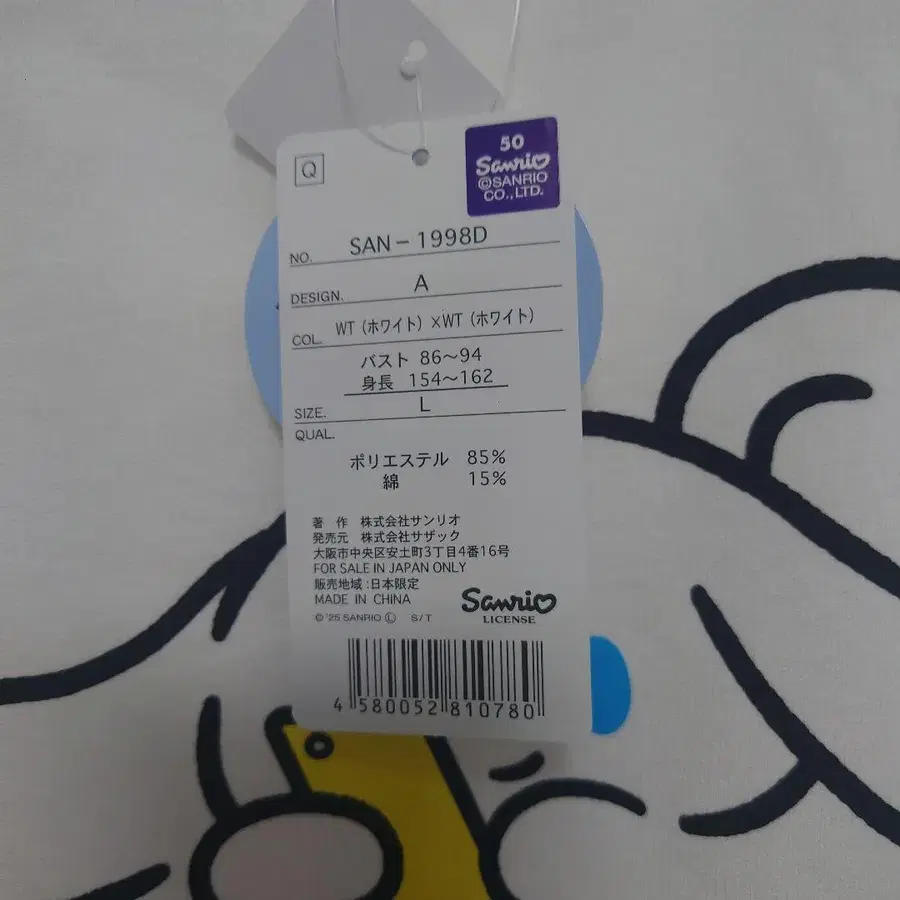 Q
50
Sanrio
©SANRIO
CO.,LTD.
NO. SAN-1998D
DESIGN. A
COL. WT (ホワイト) ×WT (ホワイト)
バスト 86～94
身長 154～162
SIZE. L
QUAL.
ポリエステル 85%
綿 15%
著 作 株式会社サンリオ
発売元 株式会社サザック
大阪市中央区安土町3丁目4番16号
FOR SALE IN JAPAN ONLY
販売地域:日本限定
MADE IN CHINA
© '25 SANRIO Ⓛ S/T
Sanrio
LICENSE
4 580052 810780